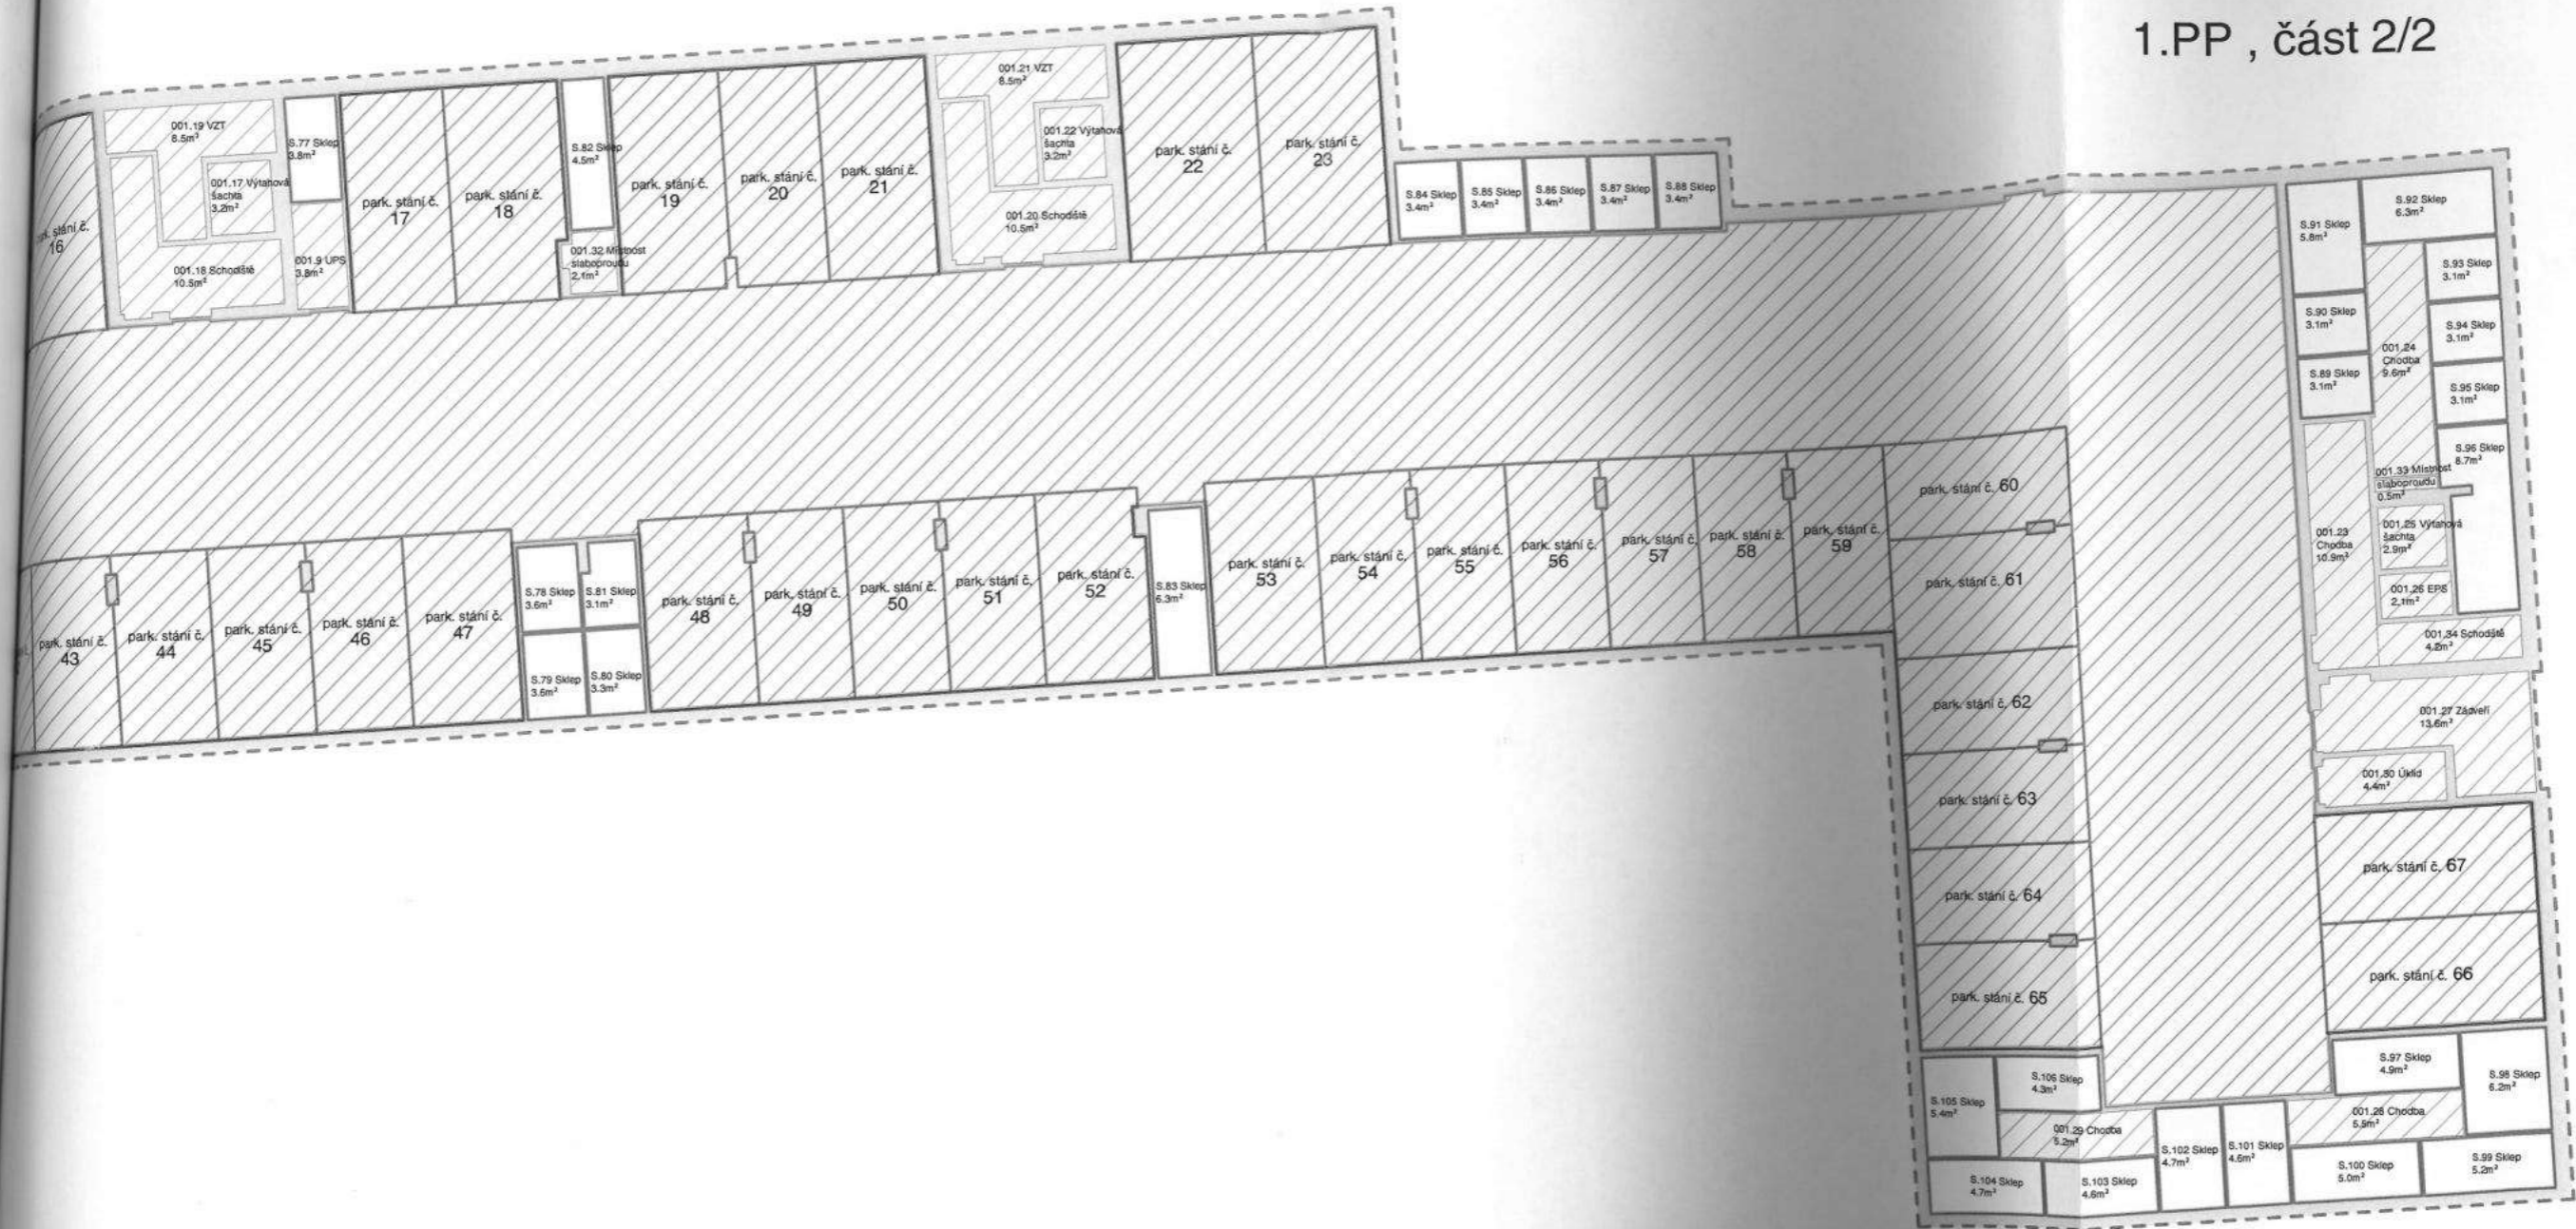 1.PP , část 2/2
001.19 VZT
8.5m²
S.77 Sklep
3.8m²
001.17 Výtahová
šachta
3.2m²
001.18 Schodiště
10.5m²
001.9 UPS
3.8m²
stání č.
16
park. stání č.
17
park. stání č.
18
S.82 Sklep
4.5m²
001.32 Místnost
slaboproudu
2.1m²
park. stání č.
19
park. stání č.
20
park. stání č.
21
001.21 VZT
8.5m²
001.22 Výtahová
šachta
3.2m²
001.20 Schodiště
10.5m²
park. stání č.
22
park. stání č.
23
S.84 Sklep
3.4m²
S.85 Sklep
3.4m²
S.86 Sklep
3.4m²
S.87 Sklep
3.4m²
S.88 Sklep
3.4m²
S.91 Sklep
5.8m²
S.92 Sklep
6.3m²
S.93 Sklep
3.1m²
S.90 Sklep
3.1m²
S.94 Sklep
3.1m²
001.24
Chodba
9.6m²
S.89 Sklep
3.1m²
S.95 Sklep
3.1m²
S.96 Sklep
8.7m²
001.33 Místnost
slaboproudu
0.5m²
001.23
Chodba
10.9m²
001.25 Výtahová
šachta
2.9m²
001.26 EPS
2.1m²
001.34 Schodiště
4.2m²
001.27 Zádveří
13.6m²
001.30 Úklid
4.4m²
park. stání č.
43
park. stání č.
44
park. stání č.
45
park. stání č.
46
park. stání č.
47
S.78 Sklep
3.6m²
S.81 Sklep
3.1m²
S.79 Sklep
3.6m²
S.80 Sklep
3.3m²
park. stání č.
48
park. stání č.
49
park. stání č.
50
park. stání č.
51
park. stání č.
52
S.83 Sklep
6.3m²
park. stání č.
53
park. stání č.
54
park. stání č.
55
park. stání č.
56
park. stání č.
57
park. stání č.
58
park. stání č.
59
park. stání č. 60
park. stání č. 61
park. stání č. 62
park. stání č. 63
park. stání č. 64
park. stání č. 65
park. stání č. 67
park. stání č. 66
S.97 Sklep
4.9m²
S.98 Sklep
6.2m²
001.28 Chodba
5.5m²
S.106 Sklep
4.3m²
S.105 Sklep
5.4m²
001.29 Chodba
5.2m²
S.102 Sklep
4.7m²
S.101 Sklep
4.6m²
S.100 Sklep
5.0m²
S.99 Sklep
5.2m²
S.104 Sklep
4.7m²
S.103 Sklep
4.6m²